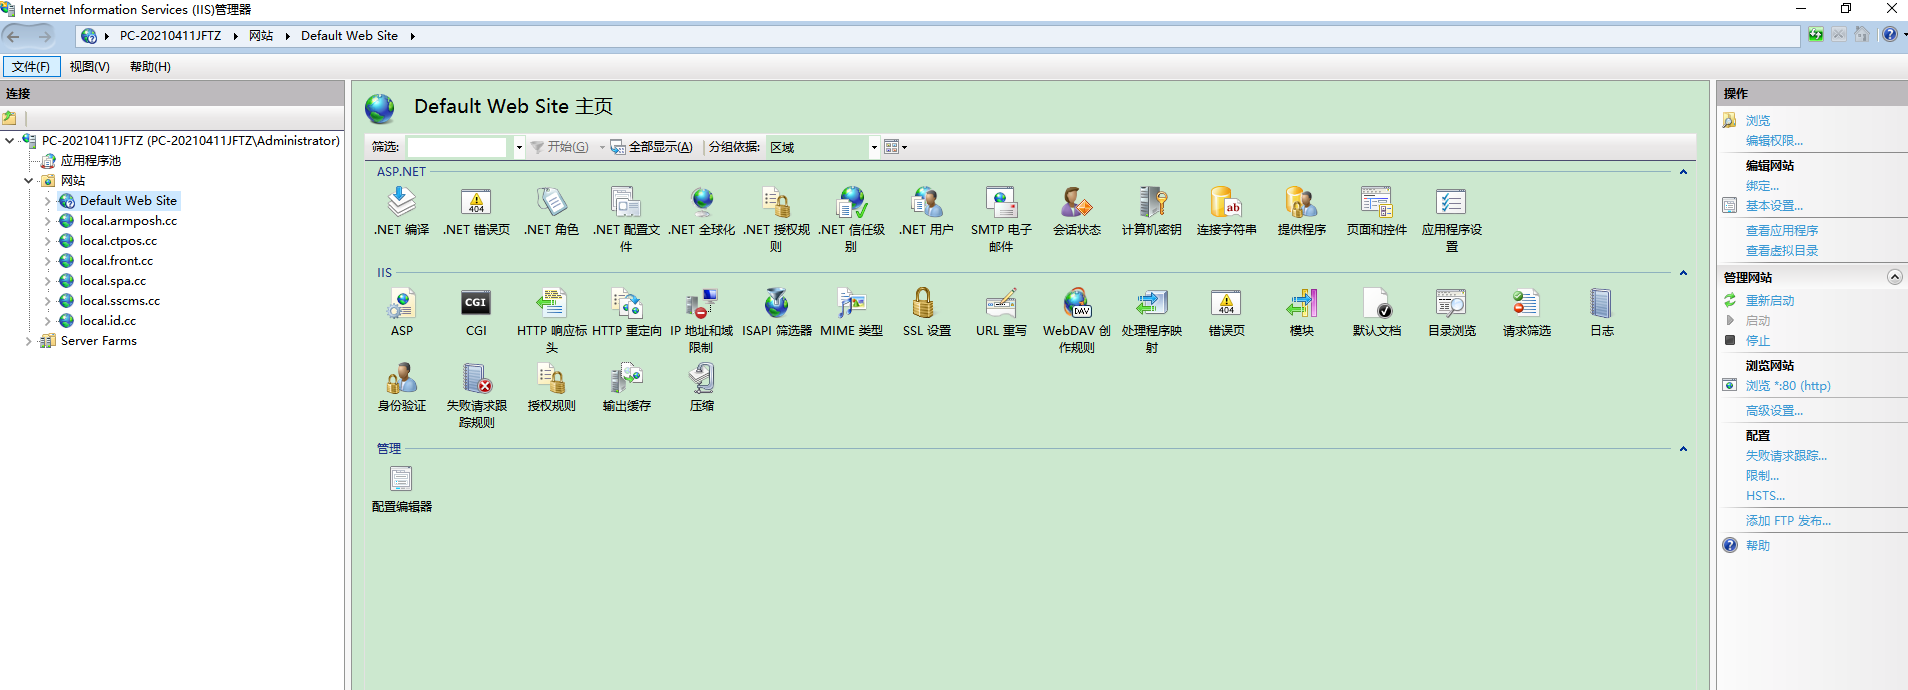 Internet Information Services (IIS)管理器
PC-20210411JFTZ
网站
Default Web Site
文件(F)
视图(V)
帮助(H)
连接
PC-20210411JFTZ (PC-20210411JFTZ\Administrator)
应用程序池
网站
Default Web Site
local.armposh.cc
local.ctpos.cc
local.front.cc
local.spa.cc
local.sscms.cc
local.id.cc
Server Farms
Default Web Site 主页
筛选:
开始(G)
全部显示(A)
分组依据:
区域
ASP.NET
.NET 编译
.NET 错误页
.NET 角色
.NET 配置文
件
.NET 全球化
.NET 授权规
则
.NET 信任级
别
.NET 用户
SMTP 电子
邮件
会话状态
计算机密钥
连接字符串
提供程序
页面和控件
应用程序设
置
IIS
ASP
CGI
HTTP 响应标
头
HTTP 重定向
IP 地址和域
限制
ISAPI 筛选器
MIME 类型
SSL 设置
URL 重写
WebDAV 创
作规则
处理程序映
射
错误页
模块
默认文档
目录浏览
请求筛选
日志
身份验证
失败请求跟
踪规则
授权规则
输出缓存
压缩
管理
配置编辑器
操作
浏览
编辑权限...
编辑网站
绑定...
基本设置...
查看应用程序
查看虚拟目录
管理网站
重新启动
启动
停止
浏览网站
浏览 *:80 (http)
高级设置...
配置
失败请求跟踪...
限制...
HSTS...
添加 FTP 发布...
帮助